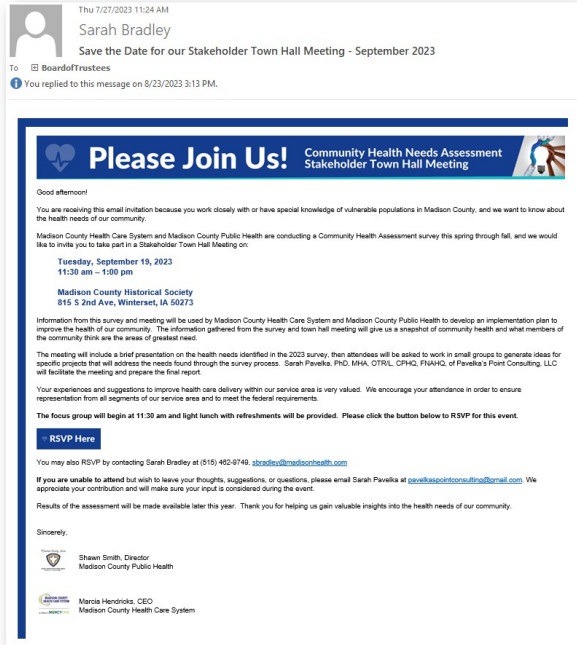 Thu 7/27/2023 11:24 AM
Sarah Bradley
Save the Date for our Stakeholder Town Hall Meeting - September 2023
To BoardofTrustees
You replied to this message on 8/23/2023 3:13 PM.
Please Join Us!
Community Health Needs Assessment
Stakeholder Town Hall Meeting
Good afternoon!
You are receiving this email invitation because you work closely with or have special knowledge of vulnerable populations in Madison County, and we want to know about
the health needs of our community.
Madison County Health Care System and Madison County Public Health are conducting a Community Health Assessment survey this spring through fall, and we would
like to invite you to take part in a Stakeholder Town Hall Meeting on:
Tuesday, September 19, 2023
11:30 am – 1:00 pm
Madison County Historical Society
815 S 2nd Ave, Winterset, IA 50273
Information from this survey and meeting will be used by Madison County Health Care System and Madison County Public Health to develop an implementation plan to
improve the health of our community. The information gathered from the survey and town hall meeting will give us a snapshot of community health and what members of
the community think are the areas of greatest need.
The meeting will include a brief presentation on the health needs identified in the 2023 survey, then attendees will be asked to work in small groups to generate ideas for
specific projects that will address the needs found through the survey process. Sarah Pavelka, PhD, MHA, OTR/L, CPHQ, FNAHQ, of Pavelka's Point Consulting, LLC
will facilitate the meeting and prepare the final report.
Your experiences and suggestions to improve health care delivery within our service area is very valued. We encourage your attendance in order to ensure
representation from all segments of our service area and to meet the federal requirements.
The focus group will begin at 11:30 am and light lunch with refreshments will be provided. Please click the button below to RSVP for this event.
RSVP Here
You may also RSVP by contacting Sarah Bradley at (515) 462-9749, sbradley@madisonhealth.com
If you are unable to attend but wish to leave your thoughts, suggestions, or questions, please email Sarah Pavelka at pavelkaspointconsulting@gmail.com. We
appreciate your contribution and will make sure your input is considered during the event.
Results of the assessment will be made available later this year. Thank you for helping us gain valuable insights into the health needs of our community.
Sincerely,
Shawn Smith, Director
Madison County Public Health
MADISON COUNTY
HEALTH CARE SYSTEM
Marcia Hendricks, CEO
Madison County Health Care System